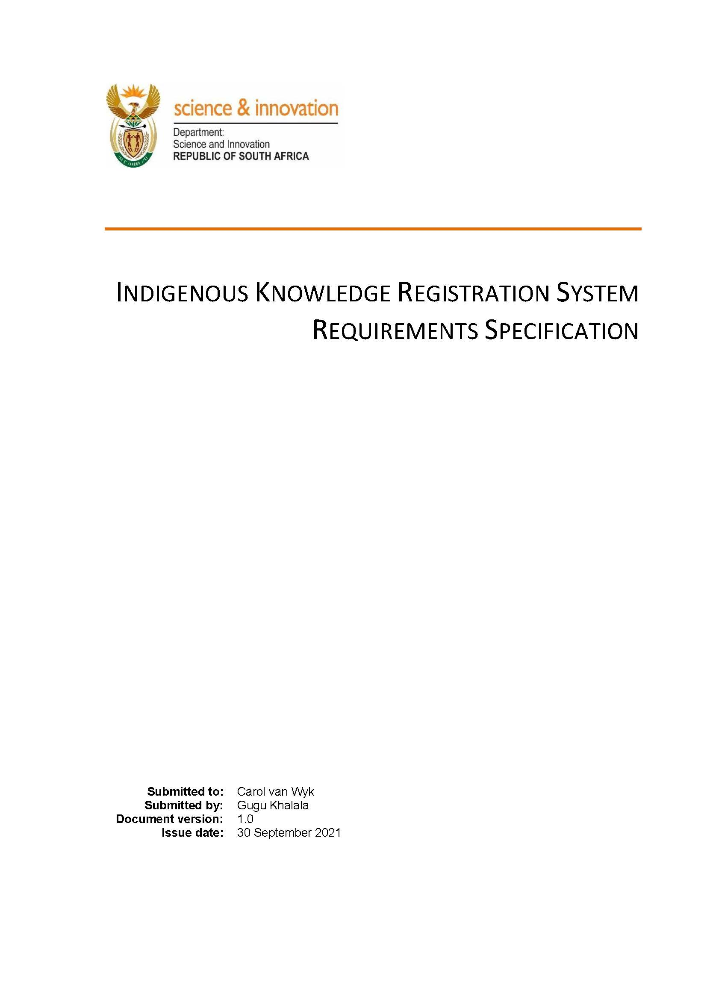 science & innovation
Department:
Science and Innovation
REPUBLIC OF SOUTH AFRICA
INDIGENOUS KNOWLEDGE REGISTRATION SYSTEM
REQUIREMENTS SPECIFICATION
Submitted to: Carol van Wyk
Submitted by: Gugu Khalala
Document version: 1.0
Issue date: 30 September 2021